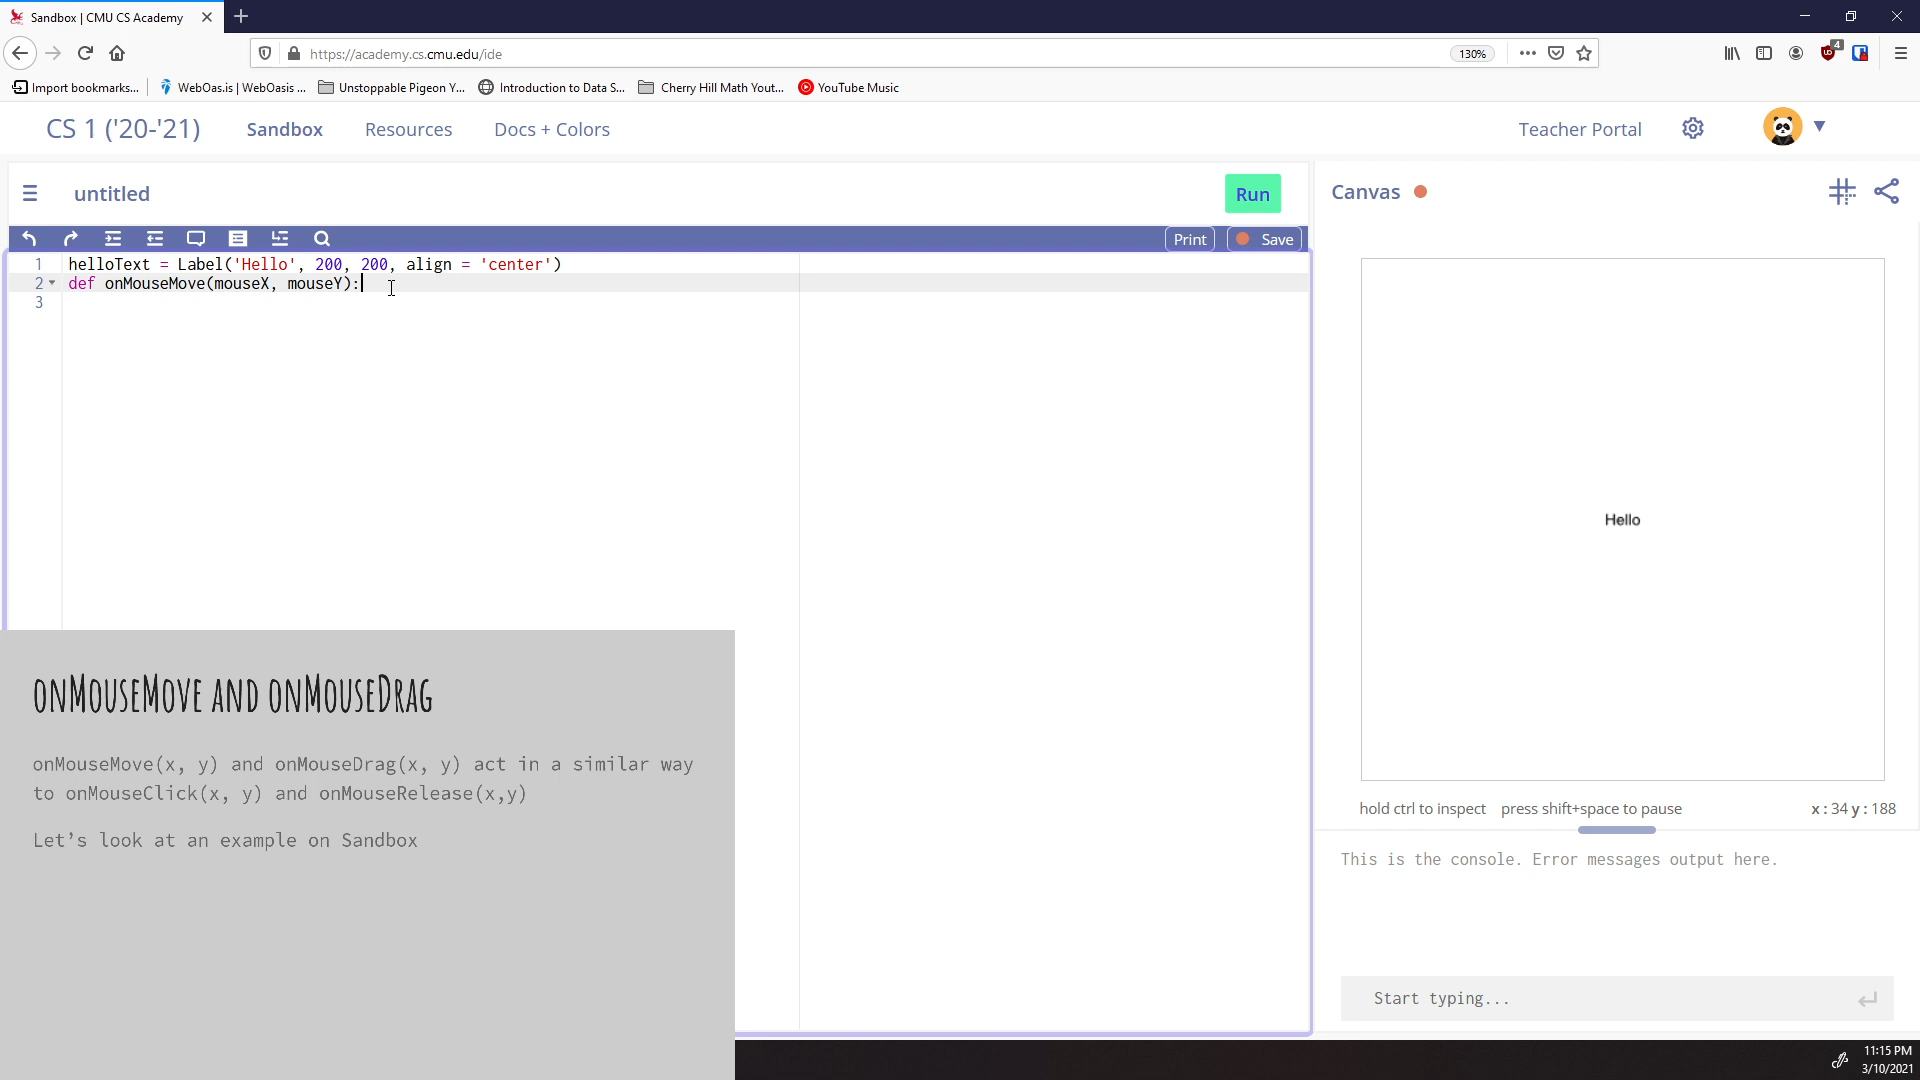 Sandbox | CMU CS Academy
https://academy.cs.cmu.edu/ide
130%
4
Import bookmarks...
WebOas.is | WebOasis ...
Unstoppable Pigeon Y...
Introduction to Data S...
Cherry Hill Math Yout...
YouTube Music
CS 1 ('20-'21)
Sandbox
Resources
Docs + Colors
Teacher Portal
untitled
Run
Canvas
Print
Save
1 helloText = Label('Hello', 200, 200, align = 'center')
2 def onMouseMove(mouseX, mouseY):
3
Hello
hold ctrl to inspect press shift+space to pause
x: 34 y: 188
This is the console. Error messages output here.
Start typing...
onMouseMove and onMouseDrag
onMouseMove(x, y) and onMouseDrag(x, y) act in a similar way
to onMouseClick(x, y) and onMouseRelease(x,y)
Let's look at an example on Sandbox
11:15 PM
3/10/2021